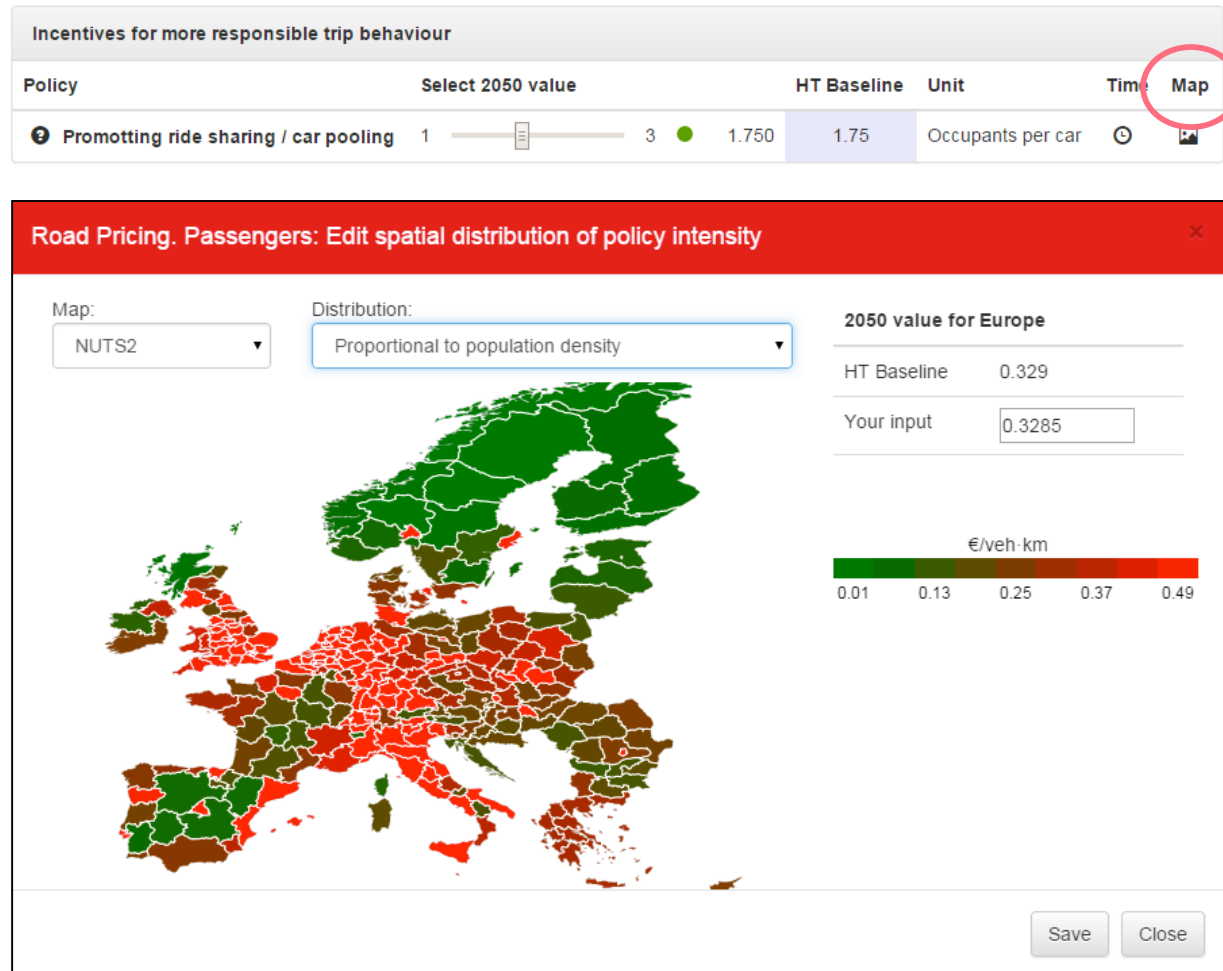 Incentives for more responsible trip behaviour
Policy Select 2050 value HT Baseline Unit Time Map
? Promotting ride sharing / car pooling 1 3 1.750 1.75 Occupants per car
Road Pricing. Passengers: Edit spatial distribution of policy intensity ×
Map: Distribution:
NUTS2 Proportional to population density
2050 value for Europe
HT Baseline 0.329
Your input 0.3285
€/veh·km
0.01 0.13 0.25 0.37 0.49
Save Close